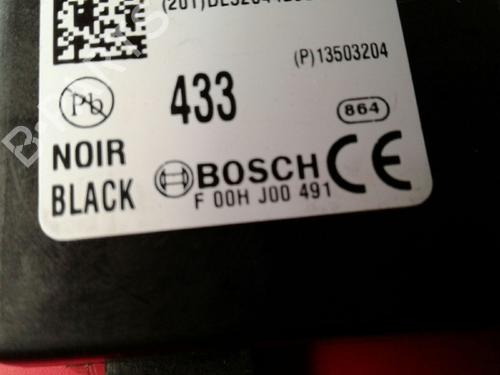 (P)13503204
Pb
433
864
NOIR
BLACK
BOSCH
CE
F 00H J00 491